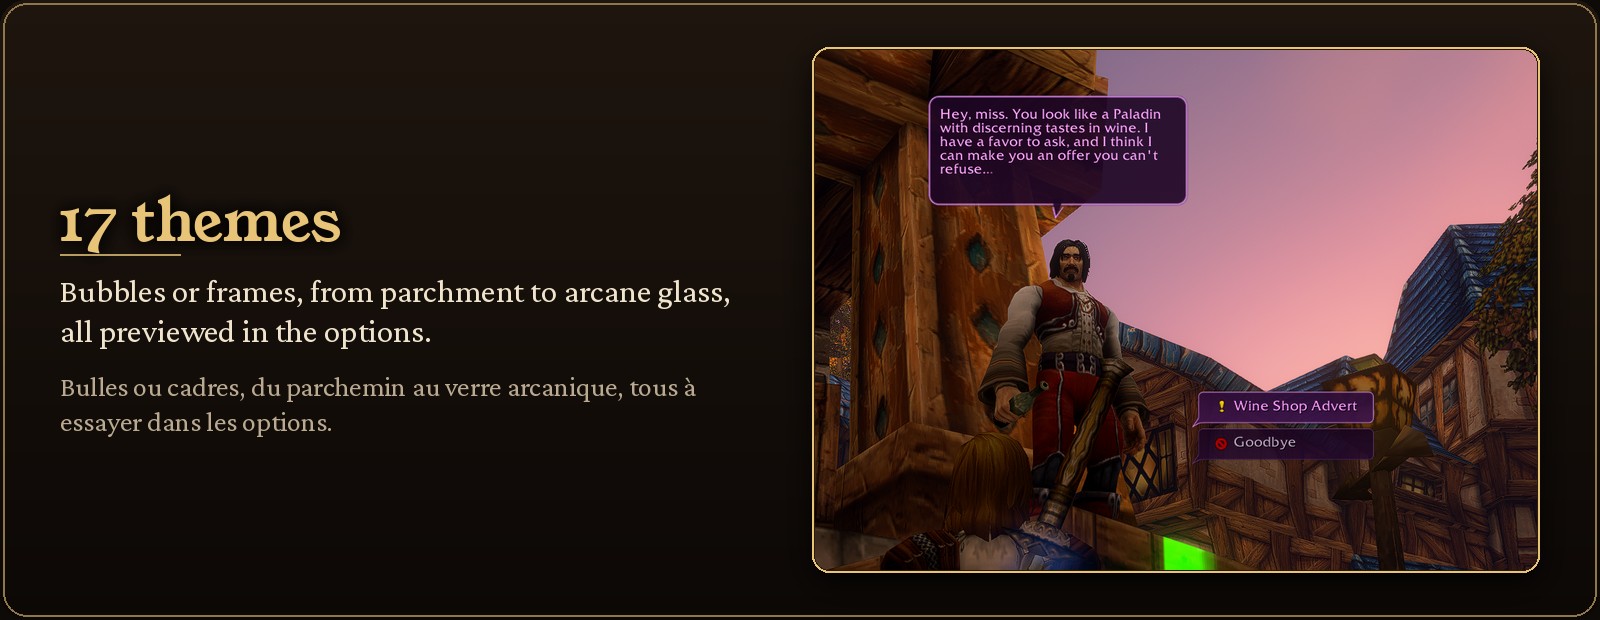 17 themes
Bubbles or frames, from parchment to arcane glass,
all previewed in the options.
Bulles ou cadres, du parchemin au verre arcanique, tous à
essayer dans les options.
Hey, miss. You look like a Paladin
with discerning tastes in wine. I
have a favor to ask, and I think I
can make you an offer you can't
refuse...
Wine Shop Advert
Goodbye